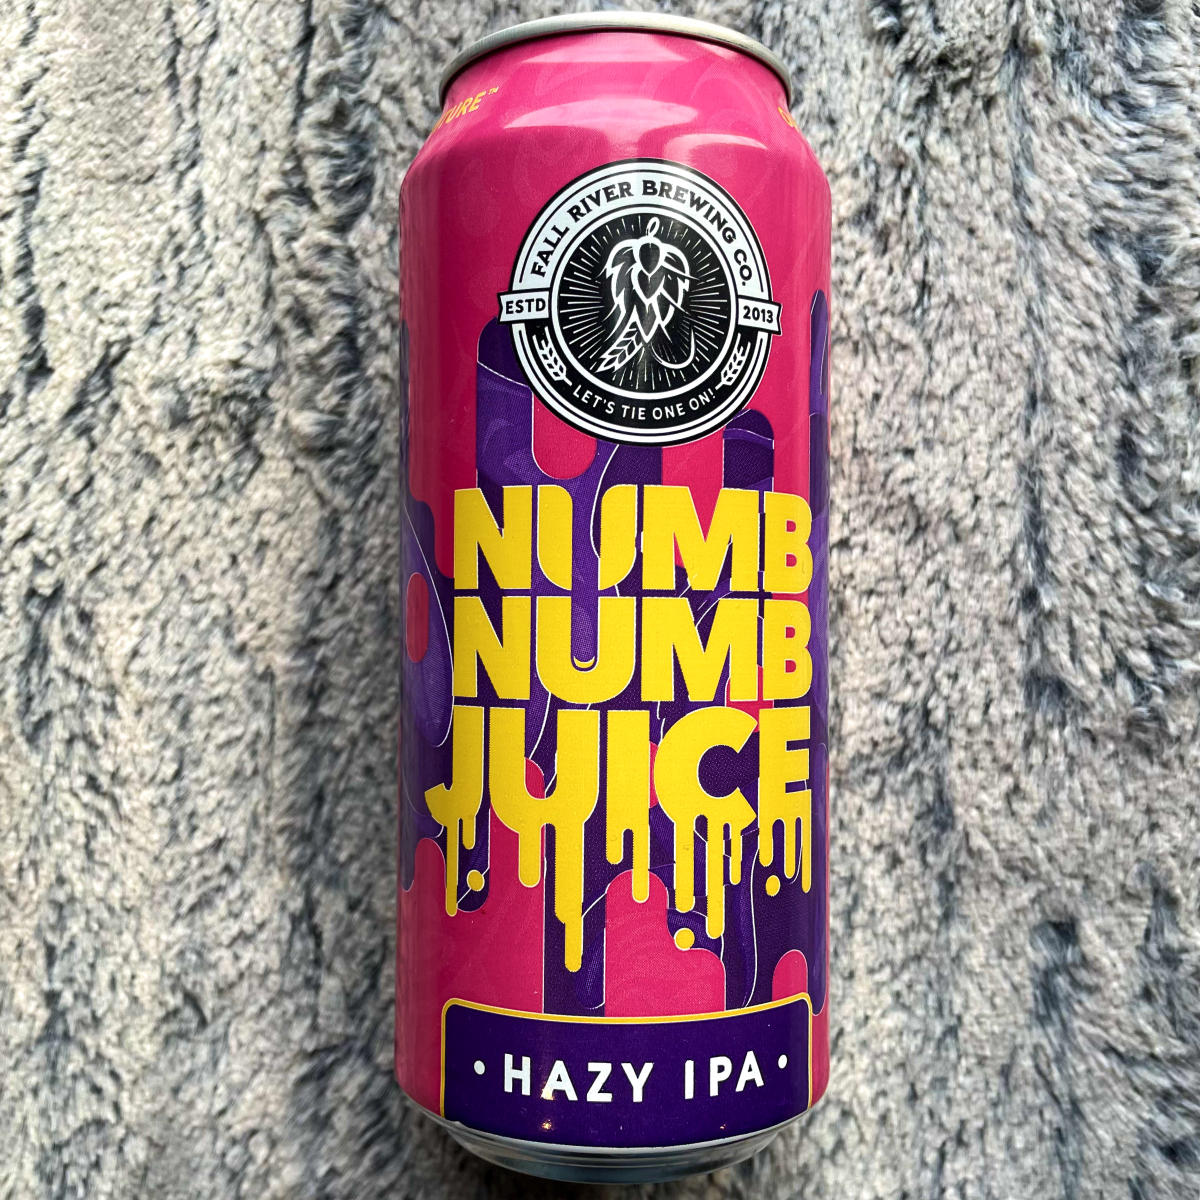 FALL RIVER BREWING CO.
ESTD 2013
LET'S TIE ONE ON!
NUMB
NUMB
JUICE
• HAZY IPA •